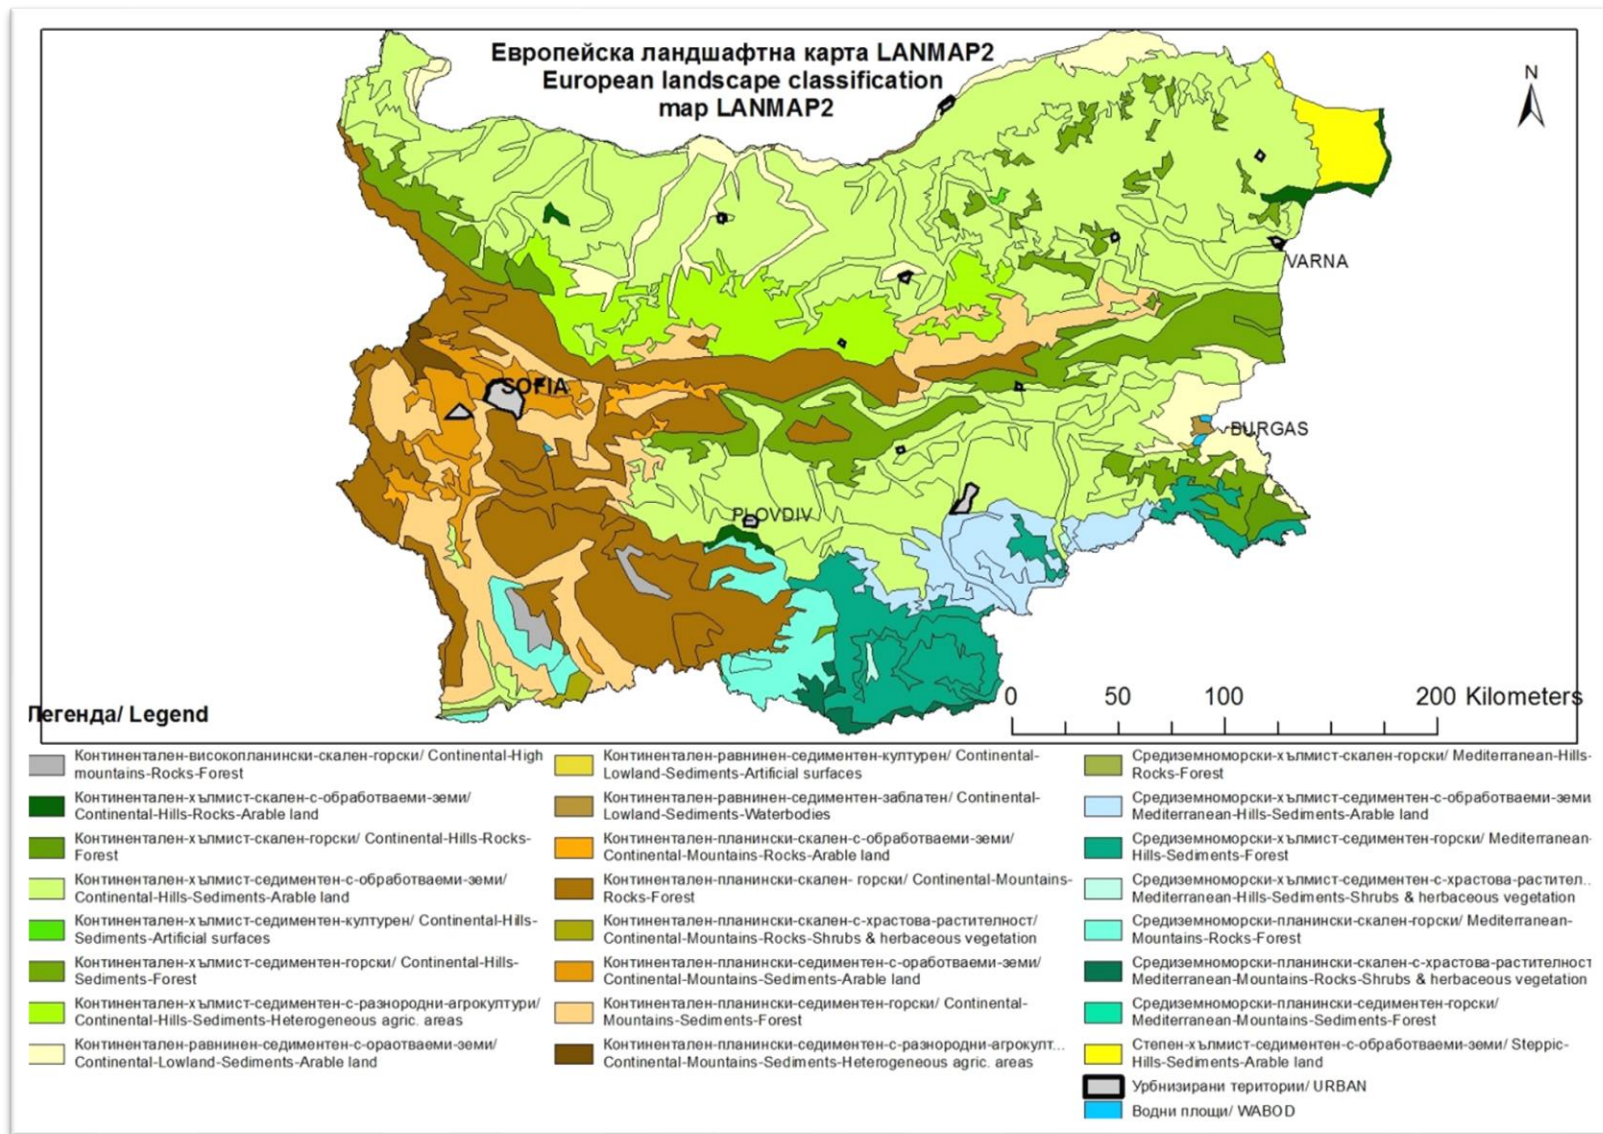 Европейска ландшафтна карта LANMAP2
European landscape classification
map LANMAP2
N
VARNA
SOFIA
BURGAS
PLOVDIV
0 50 100 200 Kilometers
Легенда/ Legend
Континентален-високопланински-скален-горски/ Continental-High
mountains-Rocks-Forest
Континентален-хълмист-скален-с-обработваеми-земи/
Continental-Hills-Rocks-Arable land
Континентален-хълмист-скален-горски/ Continental-Hills-Rocks-
Forest
Континентален-хълмист-седиментен-с-обработваеми-земи/
Continental-Hills-Sediments-Arable land
Континентален-хълмист-седиментен-културен/ Continental-Hills-
Sediments-Artificial surfaces
Континентален-хълмист-седиментен-горски/ Continental-Hills-
Sediments-Forest
Континентален-хълмист-седиментен-с-разнородни-агрокултури/
Continental-Hills-Sediments-Heterogeneous agric. areas
Континентален-равнинен-седиментен-с-ораотваеми-земи/
Continental-Lowland-Sediments-Arable land
Континентален-равнинен-седиментен-културен/ Continental-
Lowland-Sediments-Artificial surfaces
Континентален-равнинен-седиментен-заблатен/ Continental-
Lowland-Sediments-Waterbodies
Континентален-планински-скален-с-обработваеми-земи/
Continental-Mountains-Rocks-Arable land
Континентален-планински-скален- горски/ Continental-Mountains-
Rocks-Forest
Континентален-планински-скален-с-храстова-растителност/
Continental-Mountains-Rocks-Shrubs & herbaceous vegetation
Континентален-планински-седиментен-с-оработваеми-земи/
Continental-Mountains-Sediments-Arable land
Континентален-планински-седиментен-горски/ Continental-
Mountains-Sediments-Forest
Континентален-планински-седиментен-с-разнородни-агрокулт...
Continental-Mountains-Sediments-Heterogeneous agric. areas
Средиземноморски-хълмист-скален-горски/ Mediterranean-Hills-
Rocks-Forest
Средиземноморски-хълмист-седиментен-с-обработваеми-земи
Mediterranean-Hills-Sediments-Arable land
Средиземноморски-хълмист-седиментен-горски/ Mediterranean-
Hills-Sediments-Forest
Средиземноморски-хълмист-седиментен-с-храстова-растител...
Mediterranean-Hills-Sediments-Shrubs & herbaceous vegetation
Средиземноморски-планински-скален-горски/ Mediterranean-
Mountains-Rocks-Forest
Средиземноморски-планински-скален-с-храстова-растителност
Mediterranean-Mountains-Rocks-Shrubs & herbaceous vegetation
Средиземноморски-планински-седиментен-горски/
Mediterranean-Mountains-Sediments-Forest
Степен-хълмист-седиментен-с-обработваеми-земи/ Steppic-
Hills-Sediments-Arable land
Урбнизирани територии/ URBAN
Водни площи/ WABOD